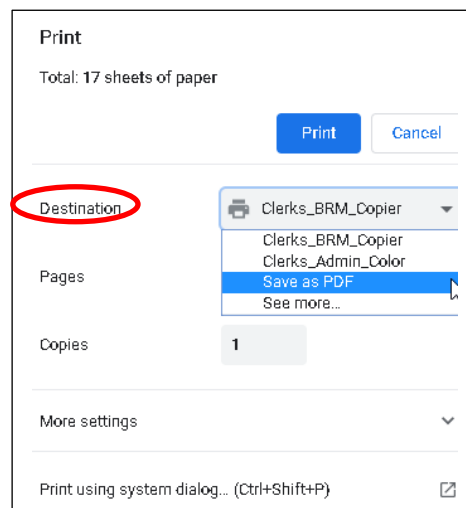 Print
Total: 17 sheets of paper
Print Cancel
Destination Clerks_BRM_Copier
Clerks_BRM_Copier
Clerks_Admin_Color
Pages Save as PDF
See more...
Copies 1
More settings
Print using system dialog... (Ctrl+Shift+P)